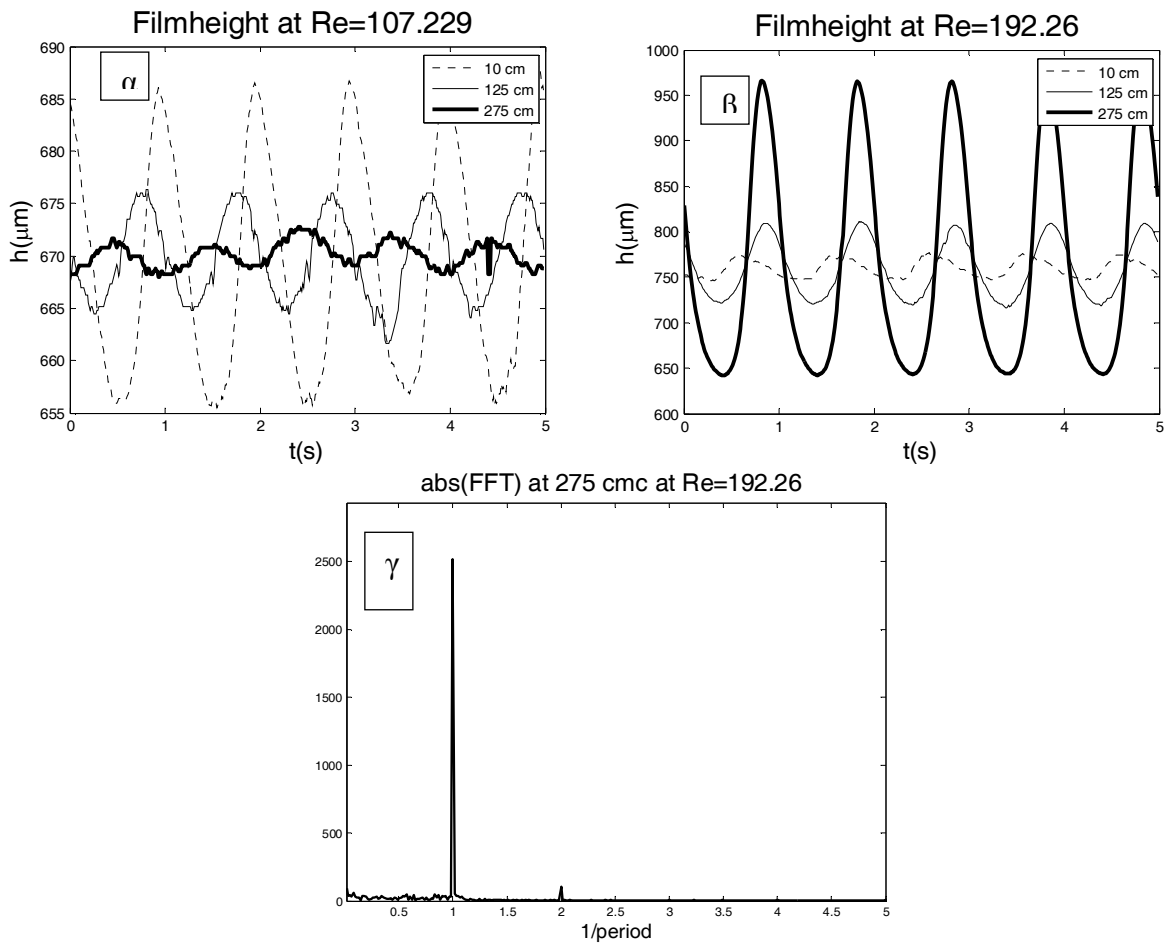 Filmheight at Re=107.229
α
10 cm
125 cm
275 cm
690
685
680
675
670
665
660
655
h(μm)
0
1
2
3
4
5
t(s)
Filmheight at Re=192.26
β
10 cm
125 cm
275 cm
1000
950
900
850
800
750
700
650
600
h(μm)
0
1
2
3
4
5
t(s)
abs(FFT) at 275 cmc at Re=192.26
γ
2500
2000
1500
1000
500
0
0.5
1
1.5
2
2.5
3
3.5
4
4.5
5
1/period